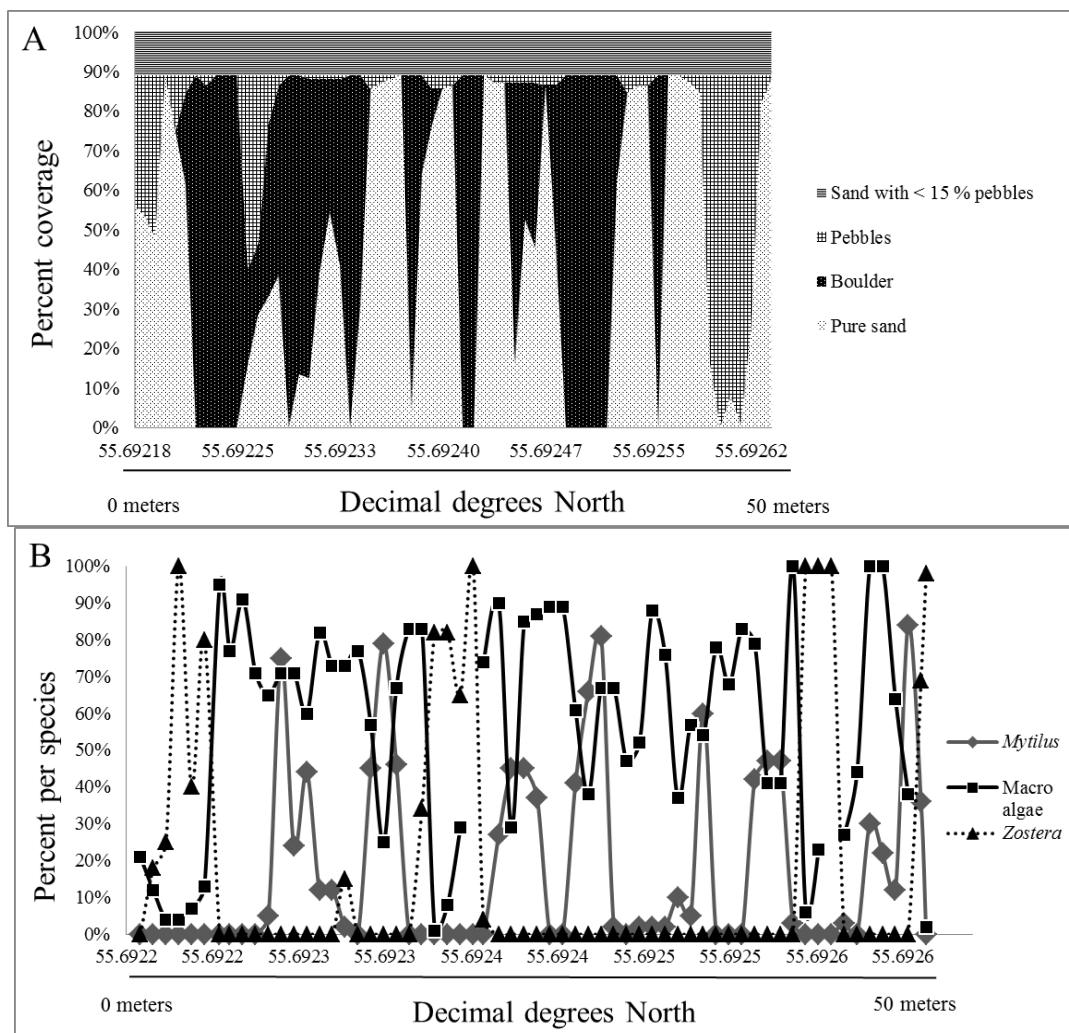 A
100%
90%
80%
70%
60%
50%
40%
30%
20%
10%
0%
Percent coverage
55.69218 55.69225 55.69233 55.69240 55.69247 55.69255 55.69262
0 meters Decimal degrees North 50 meters
Sand with < 15 % pebbles
Pebbles
Boulder
Pure sand
B
100%
90%
80%
70%
60%
50%
40%
30%
20%
10%
0%
Percent per species
55.6922 55.6922 55.6923 55.6923 55.6924 55.6924 55.6925 55.6925 55.6926 55.6926
0 meters Decimal degrees North 50 meters
Mytilus
Macro
algae
Zostera